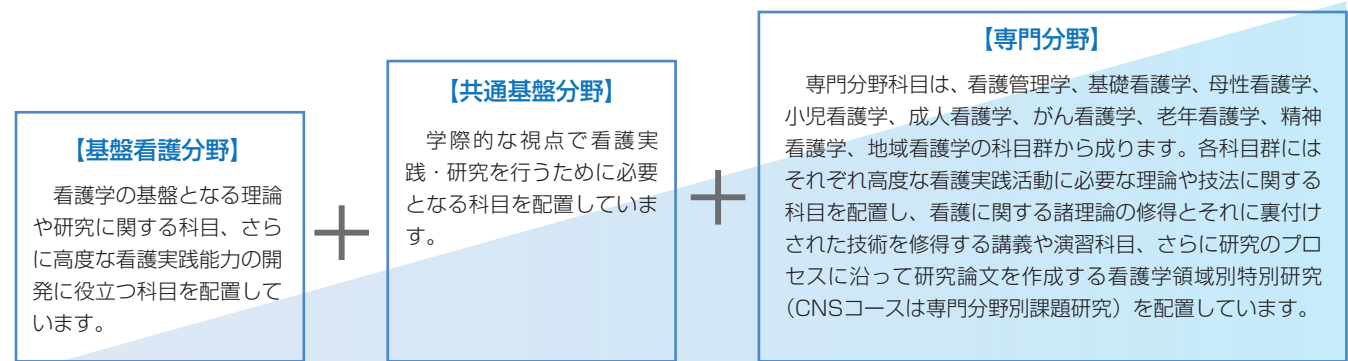 【基盤看護分野】
看護学の基盤となる理論
や研究に関する科目、さら
に高度な看護実践能力の開
発に役立つ科目を配置して
います。
＋
【共通基盤分野】
学際的な視点で看護実
践・研究を行うために必要
となる科目を配置していま
す。
＋
【専門分野】
専門分野科目は、看護管理学、基礎看護学、母性看護学、
小児看護学、成人看護学、がん看護学、老年看護学、精神
看護学、地域看護学の科目群から成ります。各科目群には
それぞれ高度な看護実践活動に必要な理論や技法に関する
科目を配置し、看護に関する諸理論の修得とそれに裏付け
された技術を修得する講義や演習科目、さらに研究のプロ
セスに沿って研究論文を作成する看護学領域別特別研究
（CNSコースは専門分野別課題研究）を配置しています。